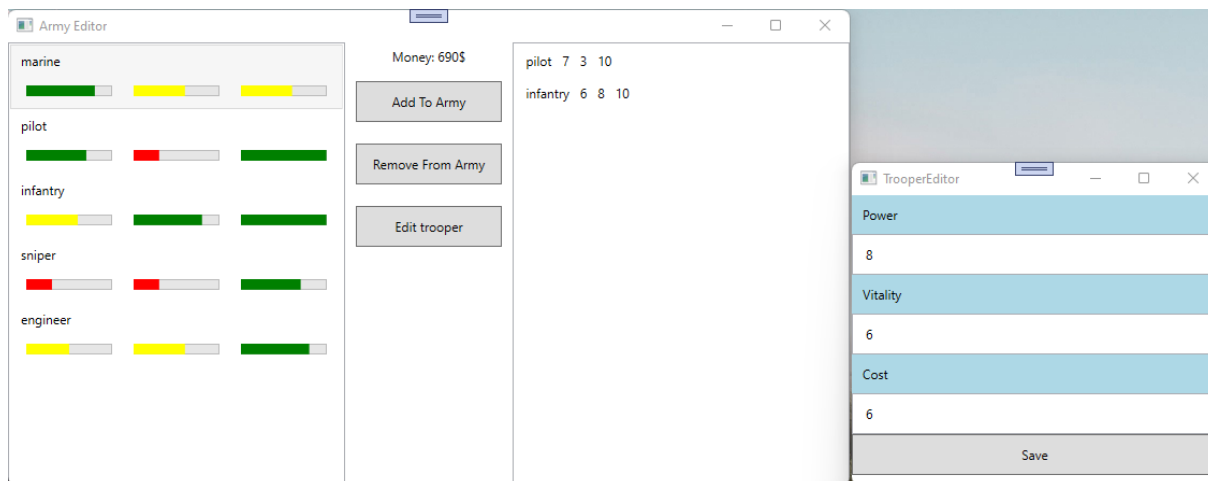 Army Editor
marine
pilot
infantry
sniper
engineer
Money: 690$
Add To Army
Remove From Army
Edit trooper
pilot 7 3 10
infantry 6 8 10
TrooperEditor
Power
8
Vitality
6
Cost
6
Save